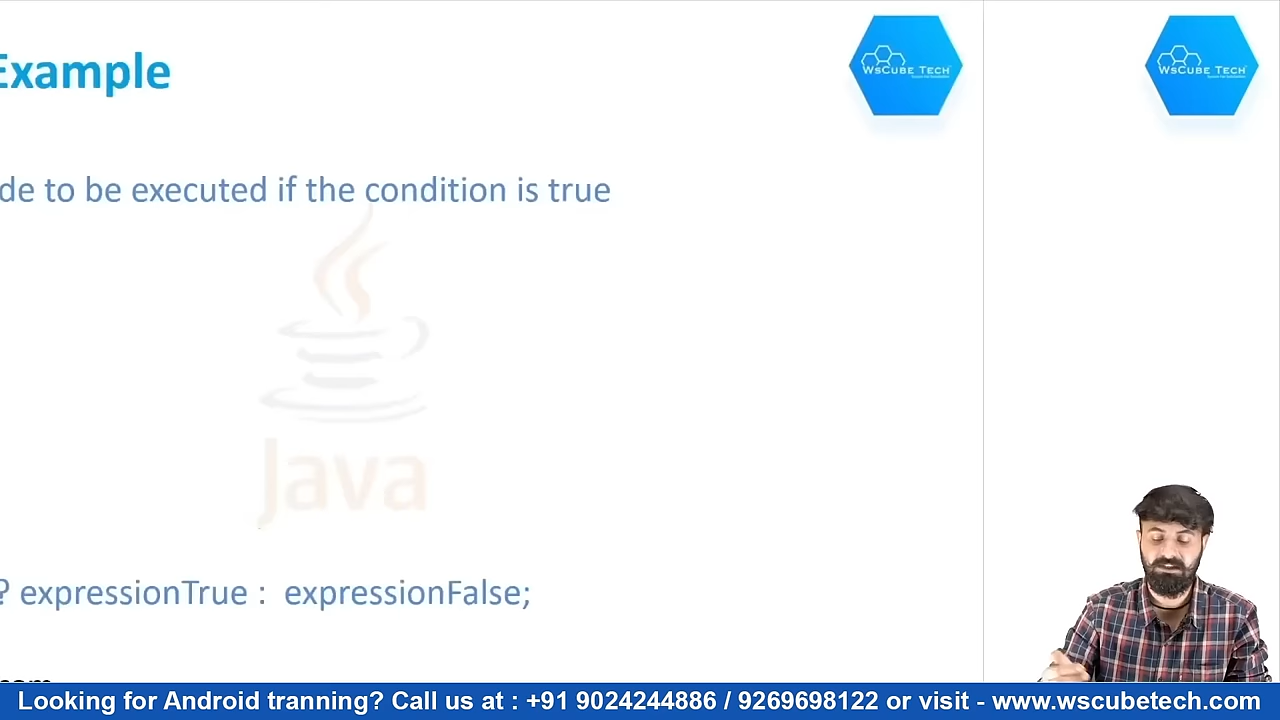 Example
WsCube Tech
WsCube Tech
de to be executed if the condition is true
Java
? expressionTrue : expressionFalse;
Looking for Android tranning? Call us at : +91 9024244886 / 9269698122 or visit - www.wscubetech.com